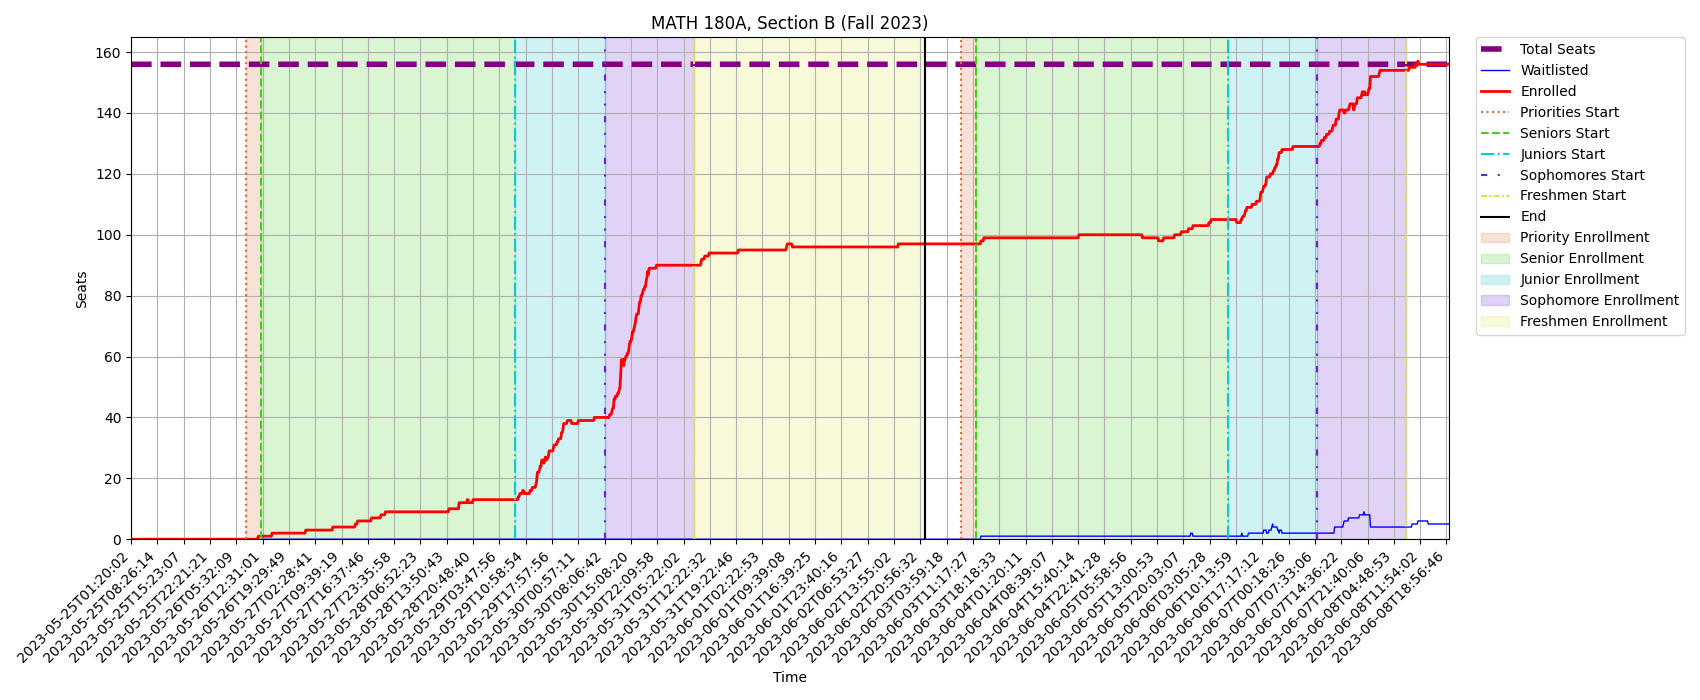 MATH 180A, Section B (Fall 2023)
Seats
160
140
120
100
80
60
40
20
0
2023-05-25T01:20:02
2023-05-25T08:26:14
2023-05-25T15:23:07
2023-05-25T22:21:21
2023-05-26T05:32:09
2023-05-26T12:31:01
2023-05-26T19:29:49
2023-05-27T02:28:41
2023-05-27T09:39:19
2023-05-27T16:37:46
2023-05-27T23:35:58
2023-05-28T06:52:23
2023-05-28T13:50:43
2023-05-28T20:48:40
2023-05-29T03:47:56
2023-05-29T10:58:54
2023-05-29T17:57:56
2023-05-30T00:57:11
2023-05-30T08:06:42
2023-05-30T15:08:20
2023-05-30T22:09:58
2023-05-31T05:22:02
2023-05-31T12:22:32
2023-05-31T19:22:46
2023-06-01T02:22:53
2023-06-01T09:39:08
2023-06-01T16:39:25
2023-06-01T23:40:16
2023-06-02T06:53:27
2023-06-02T13:55:02
2023-06-02T20:56:32
2023-06-03T03:59:18
2023-06-03T11:17:27
2023-06-03T18:18:33
2023-06-04T01:20:11
2023-06-04T08:39:07
2023-06-04T15:40:14
2023-06-04T22:41:28
2023-06-05T05:58:56
2023-06-05T13:00:53
2023-06-05T20:03:07
2023-06-06T03:05:28
2023-06-06T10:13:59
2023-06-06T17:17:12
2023-06-07T00:18:26
2023-06-07T07:33:06
2023-06-07T14:36:22
2023-06-07T21:40:06
2023-06-08T04:48:53
2023-06-08T11:54:02
2023-06-08T18:56:46
Time
Total Seats
Waitlisted
Enrolled
Priorities Start
Seniors Start
Juniors Start
Sophomores Start
Freshmen Start
End
Priority Enrollment
Senior Enrollment
Junior Enrollment
Sophomore Enrollment
Freshmen Enrollment